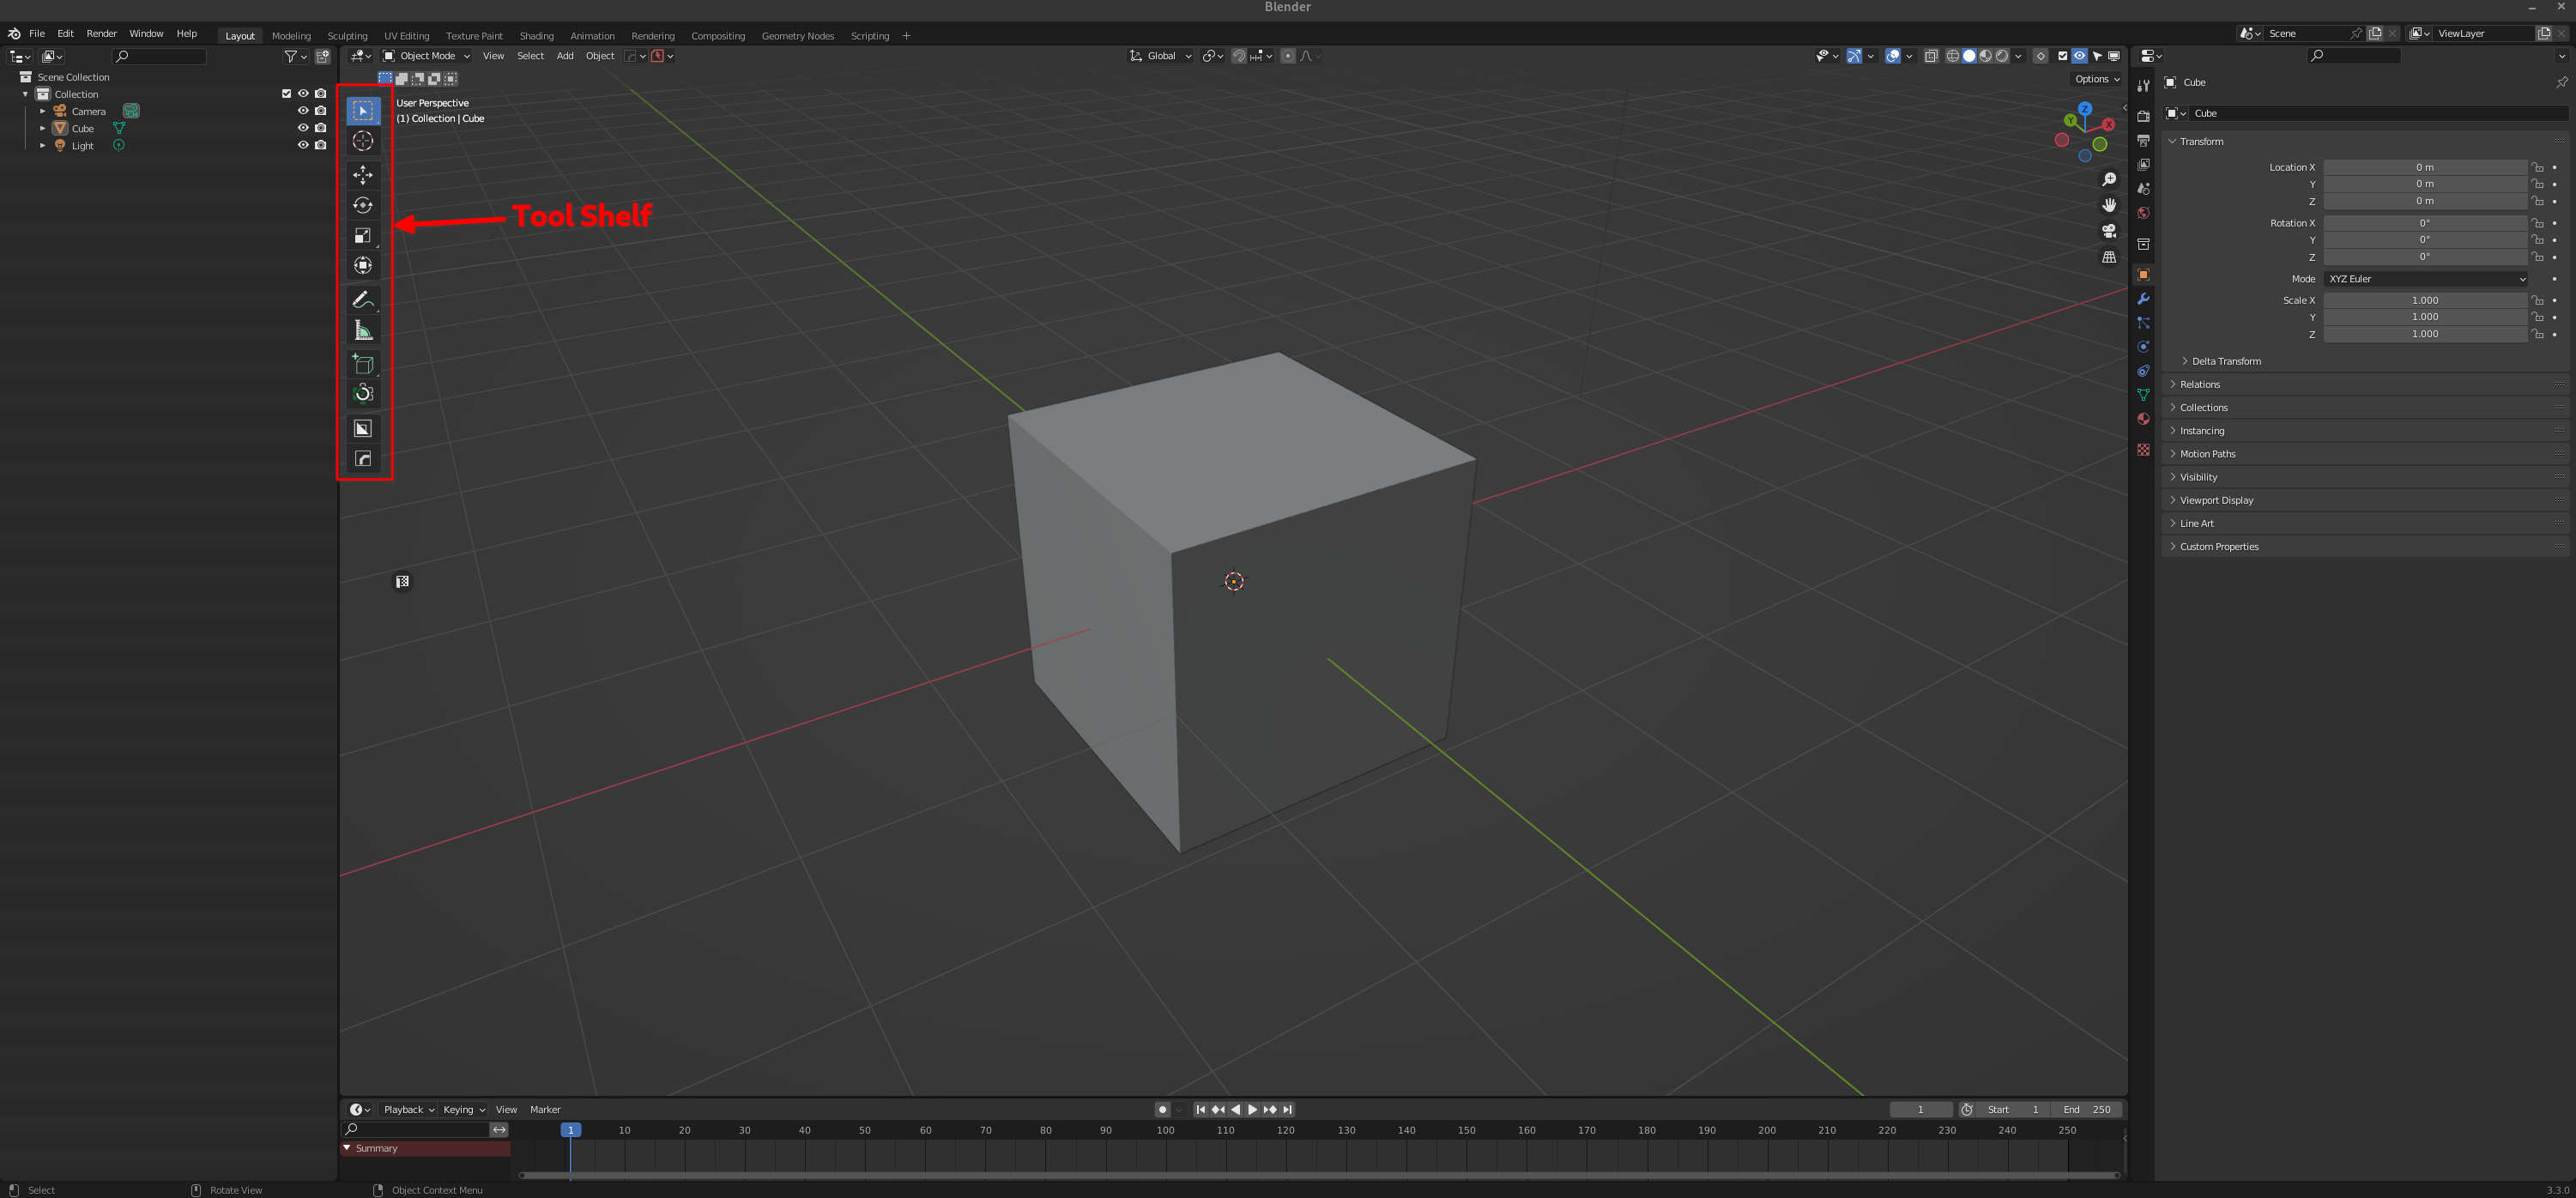 Blender
File Edit Render Window Help Layout Modeling Sculpting UV Editing Texture Paint Shading Animation Rendering Compositing Geometry Nodes Scripting +
Scene ViewLayer
Object Mode View Select Add Object Global
Options
Scene Collection
Collection
Camera
Cube
Light
User Perspective
(1) Collection | Cube
Tool Shelf
Z
Y
X
Cube
Cube
Transform
Location X 0 m
Y 0 m
Z 0 m
Rotation X 0°
Y 0°
Z 0°
Mode XYZ Euler
Scale X 1.000
Y 1.000
Z 1.000
Delta Transform
Relations
Collections
Instancing
Motion Paths
Visibility
Viewport Display
Line Art
Custom Properties
Playback Keying View Marker
1 Start 1 End 250
1 10 20 30 40 50 60 70 80 90 100 110 120 130 140 150 160 170 180 190 200 210 220 230 240 250
Summary
Select Rotate View Object Context Menu
3.3.0